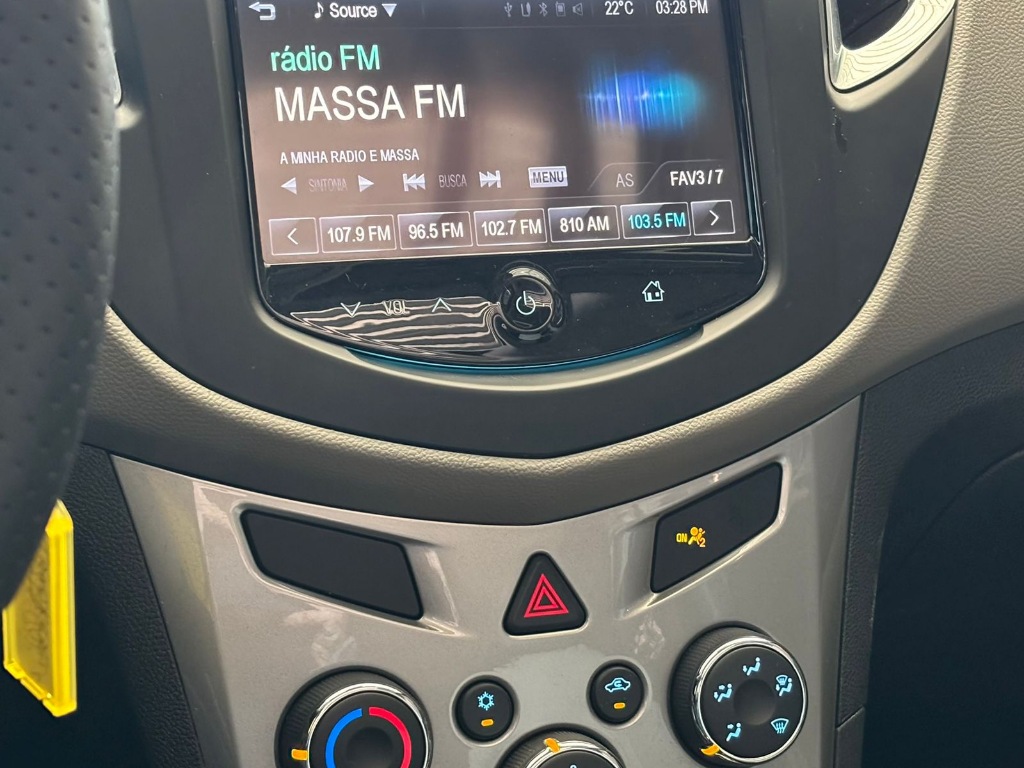 Source 22°C 03:28 PM
rádio FM
MASSA FM
A MINHA RADIO E MASSA
SINTONIA BUSCA MENU AS FAV3 / 7
107.9 FM 96.5 FM 102.7 FM 810 AM 103.5 FM
VOL
ON 2